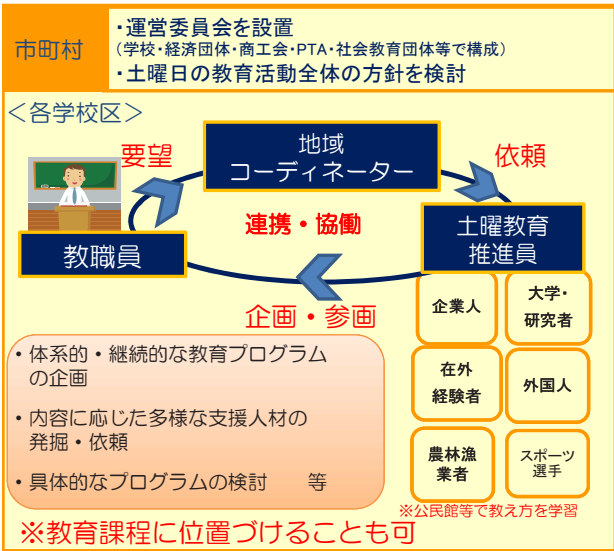 市町村
・運営委員会を設置
（学校・経済団体・商工会・PTA・社会教育団体等で構成）
・土曜日の教育活動全体の方針を検討
＜各学校区＞
要望
地域
コーディネーター
依頼
連携・協働
教職員
土曜教育
推進員
企画・参画
企業人
大学・
研究者
在外
経験者
外国人
農林漁
業者
スポーツ
選手
※公民館等で教え方を学習
・体系的・継続的な教育プログラム
の企画
・内容に応じた多様な支援人材の
発掘・依頼
・具体的なプログラムの検討　　等
※教育課程に位置づけることも可